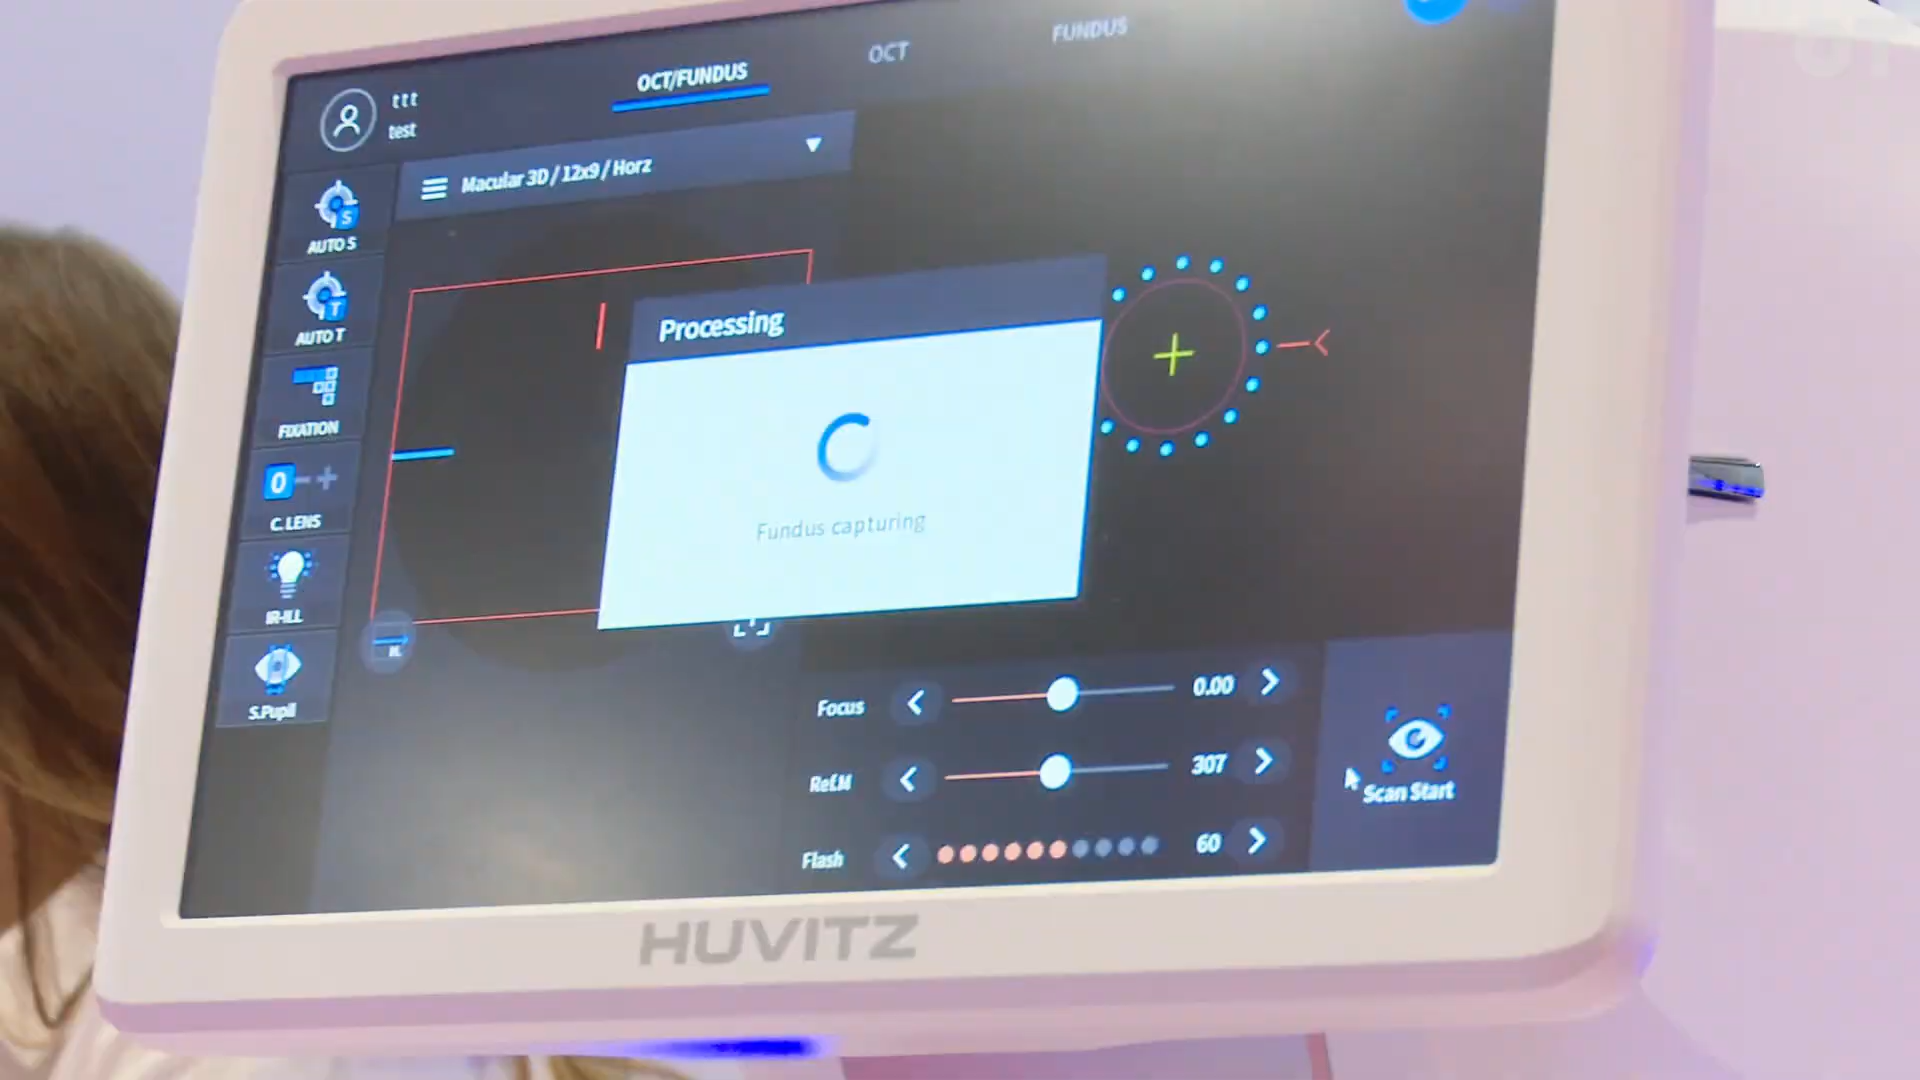 OCT/FUNDUS
OCT
FUNDUS
ttt
test
Macular 3D / 12x9 / Horz
S
AUTO S
T
AUTO T
FIXATION
0
C. LENS
IR-ILL
S.Pupil
Processing
Fundus capturing
Focus
0.00
Ref.M
307
Flash
60
Scan Start
HUVITZ